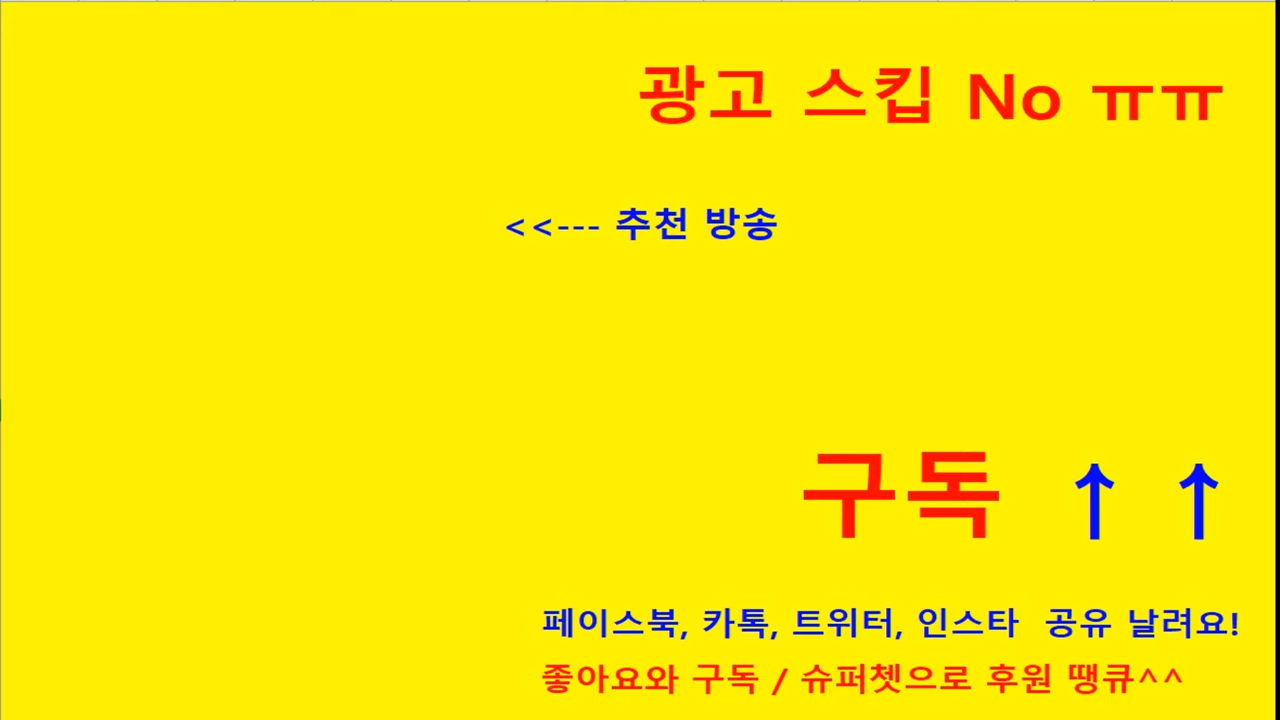 광고 스킵 No ㅠㅠ
<<--- 추천 방송
구독 ↑ ↑
페이스북, 카톡, 트위터, 인스타 공유 날려요!
좋아요와 구독 / 슈퍼쳇으로 후원 땡큐^^